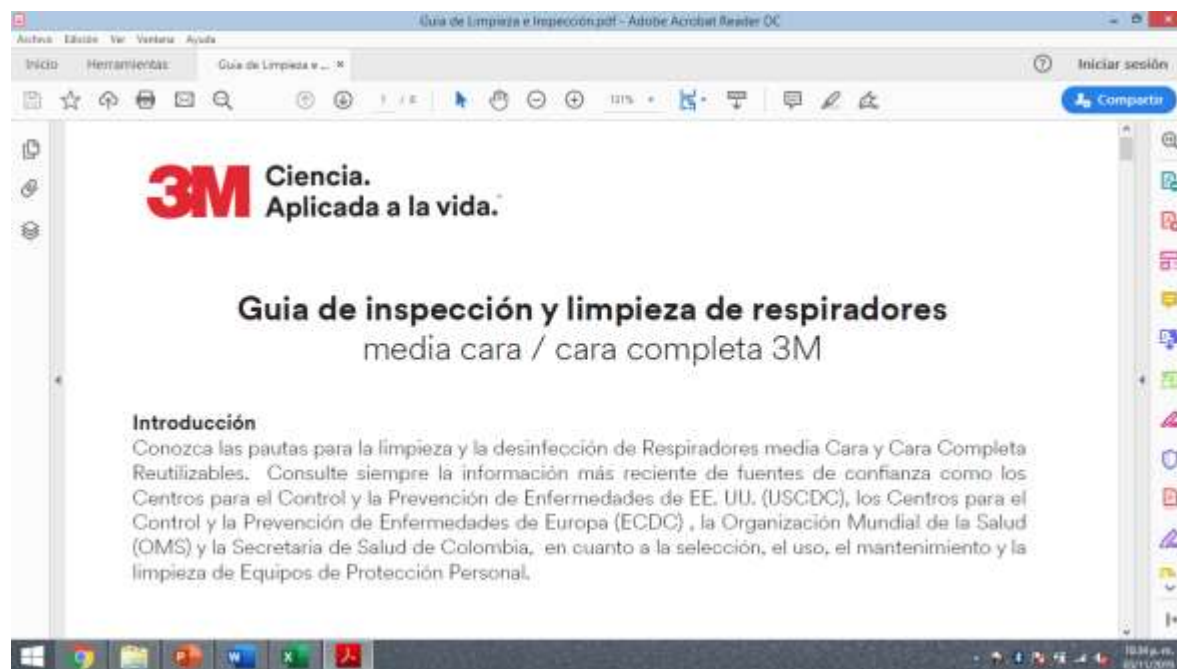 Guia de Limpieza e Inspección.pdf - Adobe Acrobat Reader DC
Archivo Edición Ver Ventana Ayuda
Inicio Herramientas Guia de Limpieza e ... × Iniciar sesión
131% Compartir
3M Ciencia.
Aplicada a la vida.
Guia de inspección y limpieza de respiradores
media cara / cara completa 3M
Introducción
Conozca las pautas para la limpieza y la desinfección de Respiradores media Cara y Cara Completa
Reutilizables. Consulte siempre la información más reciente de fuentes de confianza como los
Centros para el Control y la Prevención de Enfermedades de EE. UU. (USCDC), los Centros para el
Control y la Prevención de Enfermedades de Europa (ECDC) , la Organización Mundial de la Salud
(OMS) y la Secretaria de Salud de Colombia, en cuanto a la selección, el uso, el mantenimiento y la
limpieza de Equipos de Protección Personal.